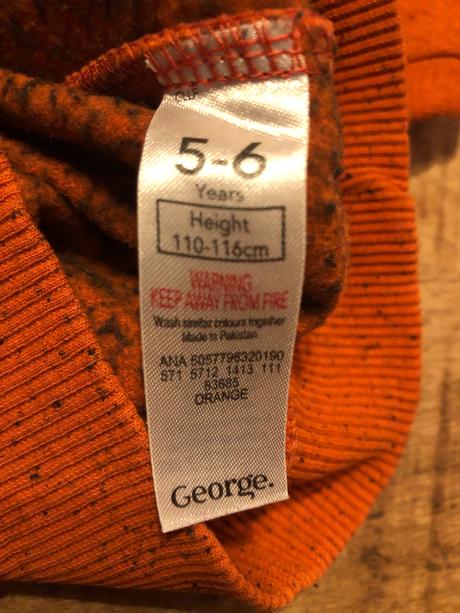 5-6
Years
Height
110-116cm
WARNING
KEEP AWAY FROM FIRE
Wash similar colours together
Made in Pakistan
ANA 5057796320190
571 5712 1413 111
83685
ORANGE
George.